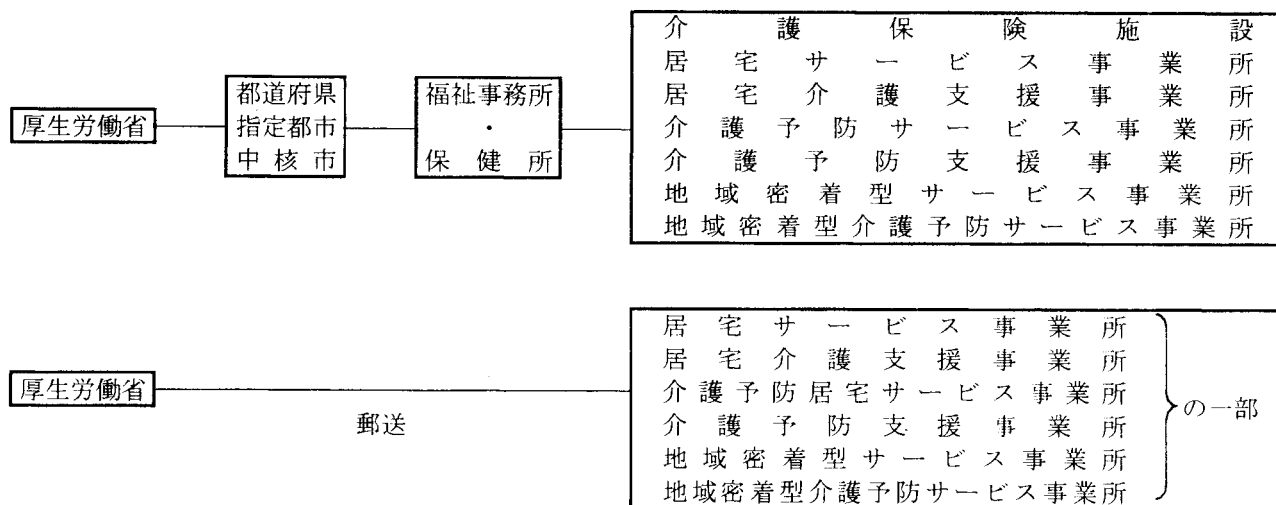 厚生労働省
都道府県
指定都市
中核市
福祉事務所
・
保健所
介護保険施設
居宅サービス事業所
居宅介護支援事業所
介護予防サービス事業所
介護予防支援事業所
地域密着型サービス事業所
地域密着型介護予防サービス事業所
厚生労働省
郵送
居宅サービス事業所
居宅介護支援事業所
介護予防居宅サービス事業所
介護予防支援事業所
地域密着型サービス事業所
地域密着型介護予防サービス事業所
の一部